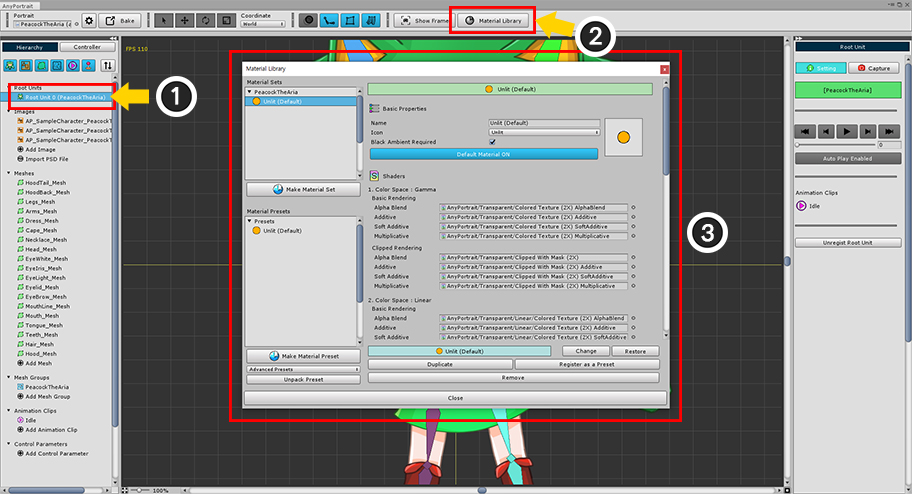 AnyPortrait
Portrait
PeacockTheAria (a
Bake
Coordinate
World
Show Frame
Material Library
2
Hierarchy
Controller
FPS 110
Root Units
Root Unit 0 (PeacockTheAria)
1
Images
AP_SampleCharacter_PeacockT
AP_SampleCharacter_PeacockT
AP_SampleCharacter_PeacockT
Add Image
Import PSD File
Meshes
HoodTail_Mesh
HoodBack_Mesh
Legs_Mesh
Arms_Mesh
Dress_Mesh
Cape_Mesh
Necklace_Mesh
Head_Mesh
EyeWhite_Mesh
EyeIris_Mesh
EyeLight_Mesh
Eyelid_Mesh
EyeBrow_Mesh
MouthLine_Mesh
Mouth_Mesh
Tongue_Mesh
Teeth_Mesh
Hair_Mesh
Hood_Mesh
Add Mesh
Mesh Groups
PeacockTheAria
Add Mesh Group
Animation Clips
Idle
Add Animation Clip
Control Parameters
Add Control Parameter
Material Library
Material Sets
PeacockTheAria
Unlit (Default)
Make Material Set
Material Presets
Presets
Unlit (Default)
Make Material Preset
Advanced Presets
Unpack Preset
Unlit (Default)
Basic Properties
Name
Unlit (Default)
Icon
Unlit
Black Ambient Required
Default Material ON
Shaders
1. Color Space : Gamma
Basic Rendering
Alpha Blend
AnyPortrait/Transparent/Colored Texture (2X) AlphaBlend
Additive
AnyPortrait/Transparent/Colored Texture (2X) Additive
Soft Additive
AnyPortrait/Transparent/Colored Texture (2X) SoftAdditive
Multiplicative
AnyPortrait/Transparent/Colored Texture (2X) Multiplicative
Clipped Rendering
Alpha Blend
AnyPortrait/Transparent/Clipped With Mask (2X)
Additive
AnyPortrait/Transparent/Clipped With Mask (2X) Additive
Soft Additive
AnyPortrait/Transparent/Clipped With Mask (2X) SoftAdditive
Multiplicative
AnyPortrait/Transparent/Clipped With Mask (2X) Multiplicative
2. Color Space : Linear
Basic Rendering
Alpha Blend
AnyPortrait/Transparent/Linear/Colored Texture (2X) AlphaBlend
Additive
AnyPortrait/Transparent/Linear/Colored Texture (2X) Additive
Soft Additive
AnyPortrait/Transparent/Linear/Colored Texture (2X) SoftAdditive
Unlit (Default)
Change
Restore
Duplicate
Register as a Preset
Remove
Close
3
100%
Root Unit
Setting
Capture
[PeacockTheAria]
0
Auto Play Enabled
Animation Clips
Idle
Unregist Root Unit